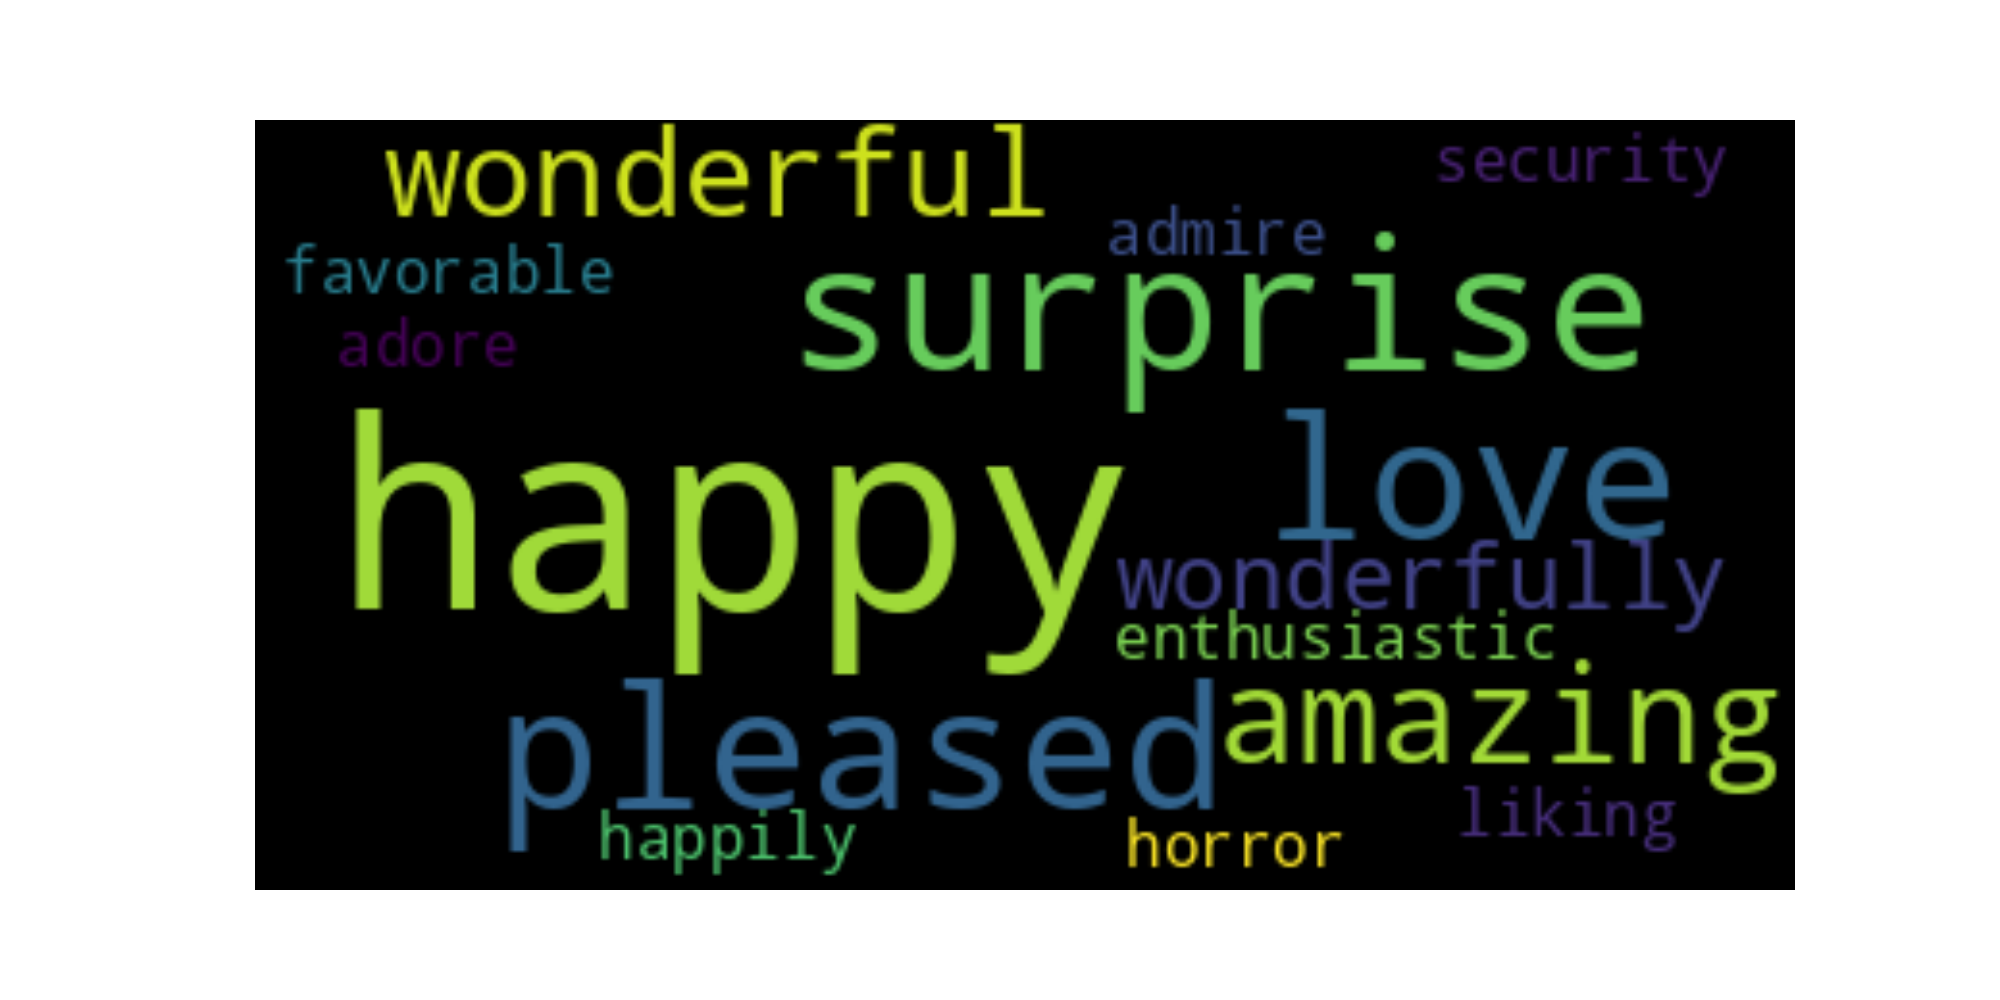 wonderful
security
admire
favorable
surprise
adore
happy
love
wonderfully
enthusiastic
pleased
amazing
liking
happily
horror